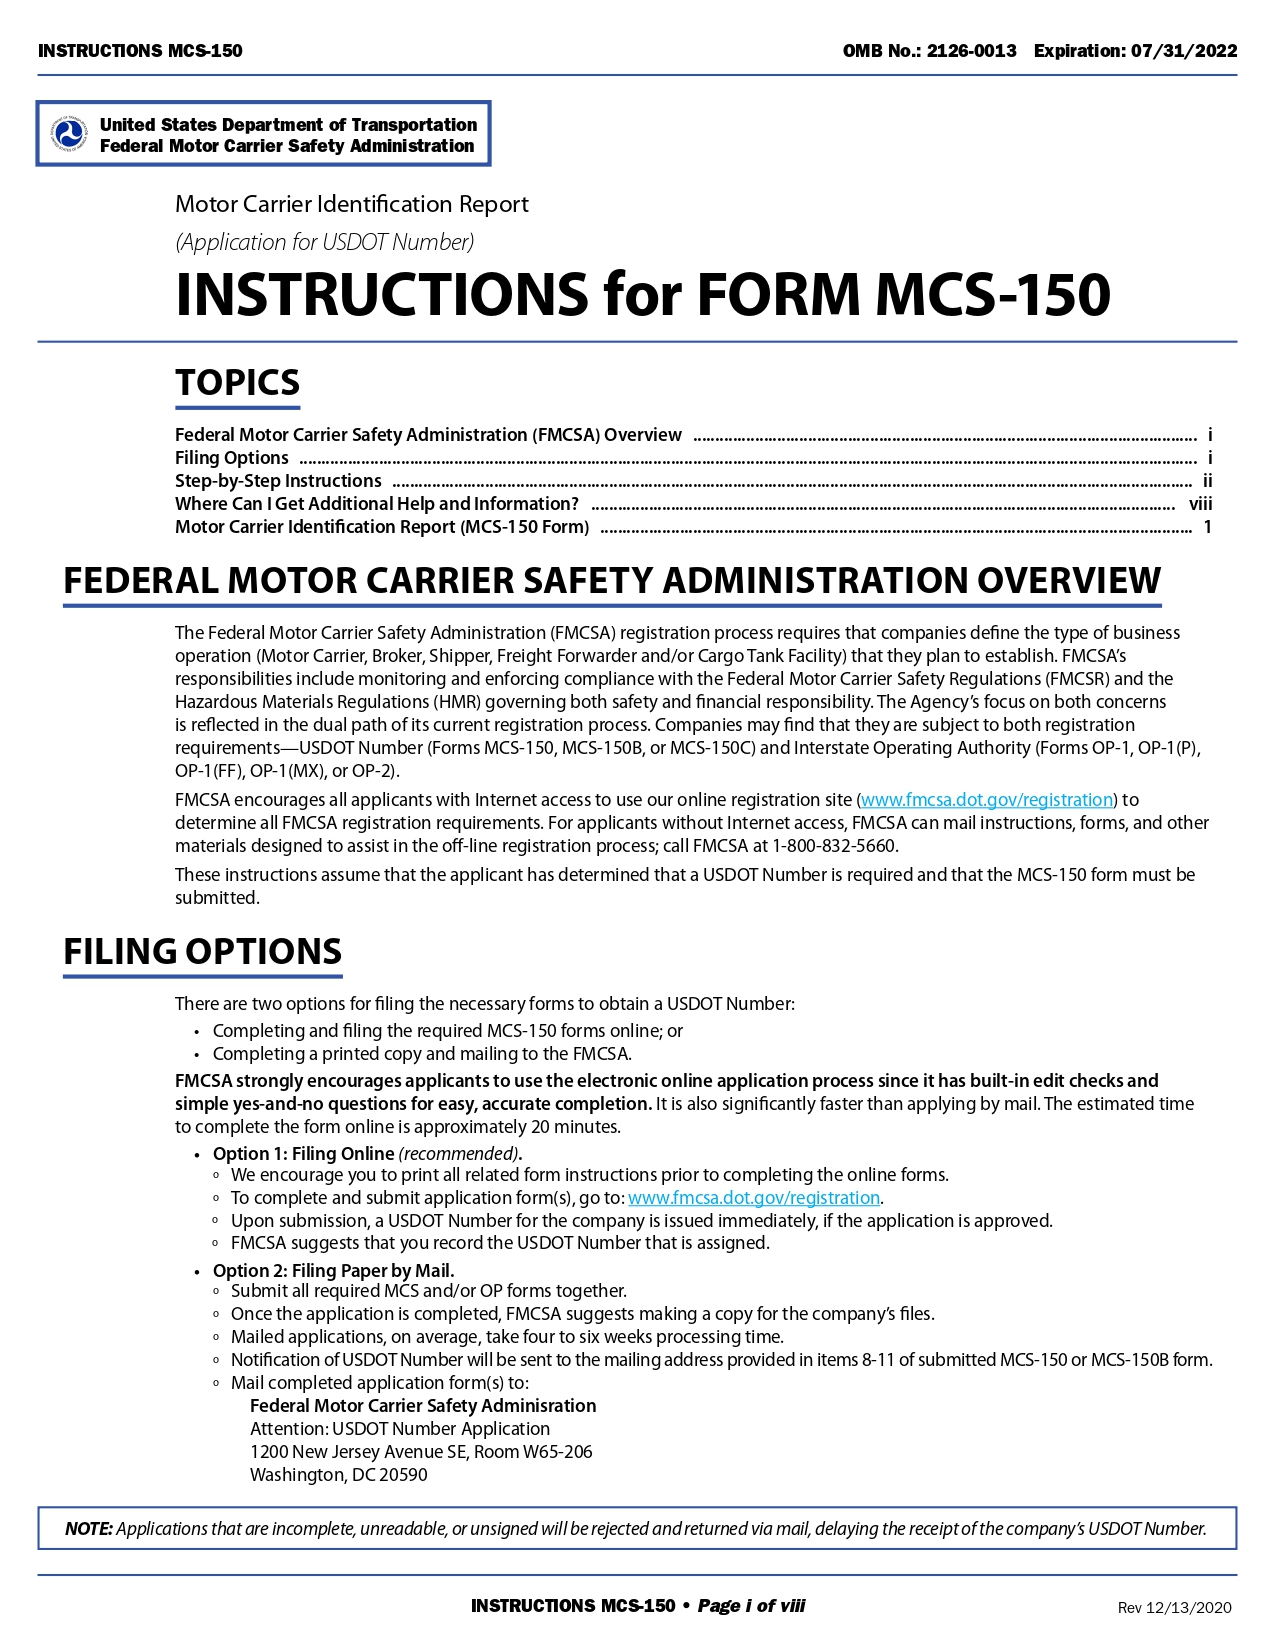 INSTRUCTIONS MCS-150 OMB No.: 2126-0013 Expiration: 07/31/2022
United States Department of Transportation
Federal Motor Carrier Safety Administration
Motor Carrier Identification Report
(Application for USDOT Number)
INSTRUCTIONS for FORM MCS-150
TOPICS
Federal Motor Carrier Safety Administration (FMCSA) Overview ........ i
Filing Options ........ i
Step-by-Step Instructions ........ ii
Where Can I Get Additional Help and Information? ........ viii
Motor Carrier Identification Report (MCS-150 Form) ........ 1
FEDERAL MOTOR CARRIER SAFETY ADMINISTRATION OVERVIEW
The Federal Motor Carrier Safety Administration (FMCSA) registration process requires that companies define the type of business
operation (Motor Carrier, Broker, Shipper, Freight Forwarder and/or Cargo Tank Facility) that they plan to establish. FMCSA's
responsibilities include monitoring and enforcing compliance with the Federal Motor Carrier Safety Regulations (FMCSR) and the
Hazardous Materials Regulations (HMR) governing both safety and financial responsibility. The Agency's focus on both concerns
is reflected in the dual path of its current registration process. Companies may find that they are subject to both registration
requirements—USDOT Number (Forms MCS-150, MCS-150B, or MCS-150C) and Interstate Operating Authority (Forms OP-1, OP-1(P),
OP-1(FF), OP-1(MX), or OP-2).
FMCSA encourages all applicants with Internet access to use our online registration site (www.fmcsa.dot.gov/registration) to
determine all FMCSA registration requirements. For applicants without Internet access, FMCSA can mail instructions, forms, and other
materials designed to assist in the off-line registration process; call FMCSA at 1-800-832-5660.
These instructions assume that the applicant has determined that a USDOT Number is required and that the MCS-150 form must be
submitted.
FILING OPTIONS
There are two options for filing the necessary forms to obtain a USDOT Number:
• Completing and filing the required MCS-150 forms online; or
• Completing a printed copy and mailing to the FMCSA.
FMCSA strongly encourages applicants to use the electronic online application process since it has built-in edit checks and
simple yes-and-no questions for easy, accurate completion. It is also significantly faster than applying by mail. The estimated time
to complete the form online is approximately 20 minutes.
• Option 1: Filing Online (recommended).
o We encourage you to print all related form instructions prior to completing the online forms.
o To complete and submit application form(s), go to: www.fmcsa.dot.gov/registration.
o Upon submission, a USDOT Number for the company is issued immediately, if the application is approved.
o FMCSA suggests that you record the USDOT Number that is assigned.
• Option 2: Filing Paper by Mail.
o Submit all required MCS and/or OP forms together.
o Once the application is completed, FMCSA suggests making a copy for the company's files.
o Mailed applications, on average, take four to six weeks processing time.
o Notification of USDOT Number will be sent to the mailing address provided in items 8-11 of submitted MCS-150 or MCS-150B form.
o Mail completed application form(s) to:
Federal Motor Carrier Safety Adminisration
Attention: USDOT Number Application
1200 New Jersey Avenue SE, Room W65-206
Washington, DC 20590
NOTE: Applications that are incomplete, unreadable, or unsigned will be rejected and returned via mail, delaying the receipt of the company's USDOT Number.
INSTRUCTIONS MCS-150 • Page i of viii Rev 12/13/2020